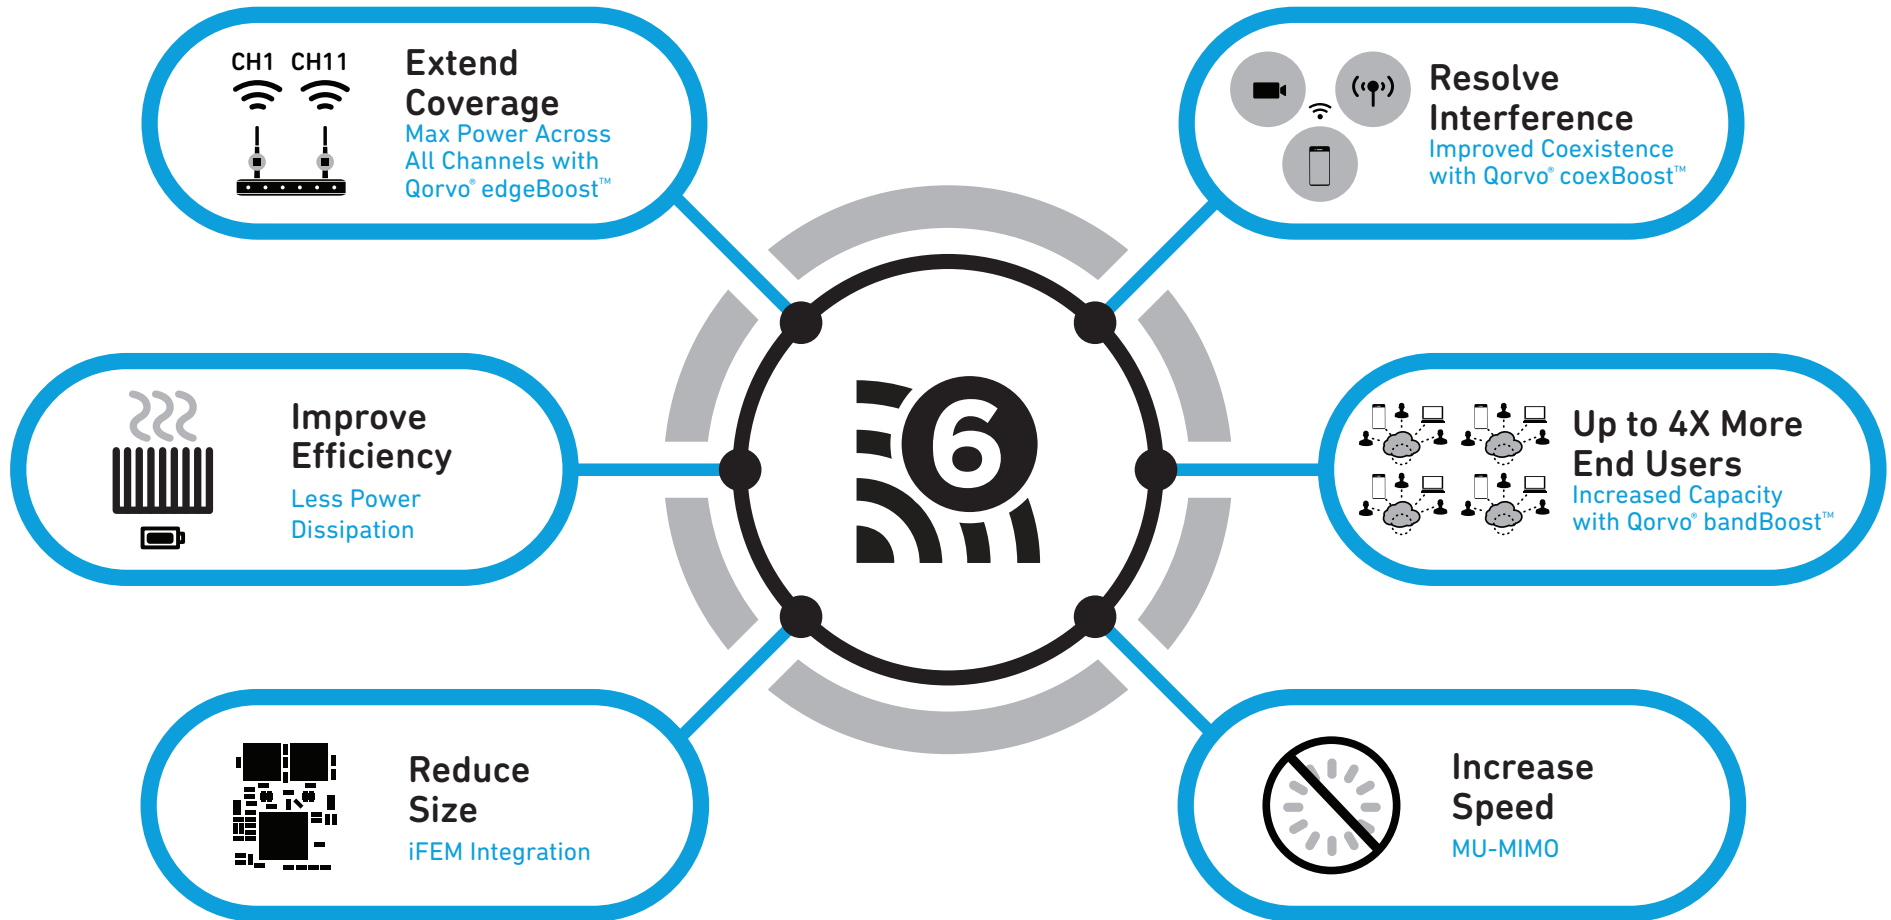 CH1 CH11
Extend
Coverage
Max Power Across
All Channels with
Qorvo® edgeBoost™
Resolve
Interference
Improved Coexistence
with Qorvo® coexBoost™
Improve
Efficiency
Less Power
Dissipation
6
Up to 4X More
End Users
Increased Capacity
with Qorvo® bandBoost™
Reduce
Size
iFEM Integration
Increase
Speed
MU-MIMO